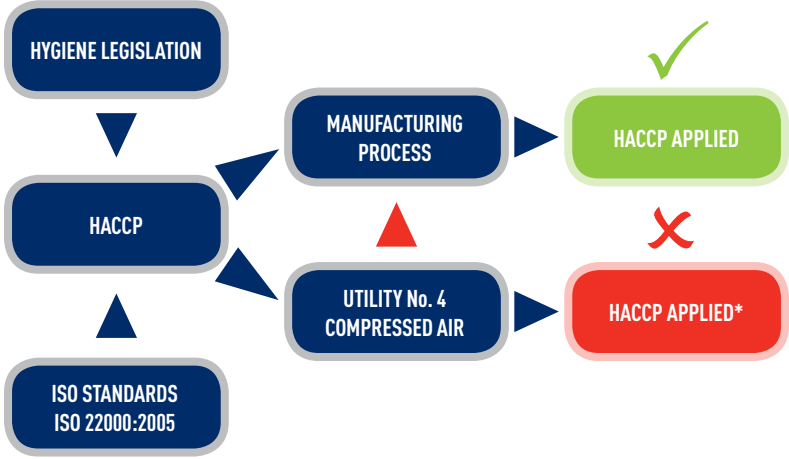 HYGIENE LEGISLATION
HACCP
ISO STANDARDS
ISO 22000:2005
MANUFACTURING
PROCESS
UTILITY No. 4
COMPRESSED AIR
HACCP APPLIED
HACCP APPLIED*